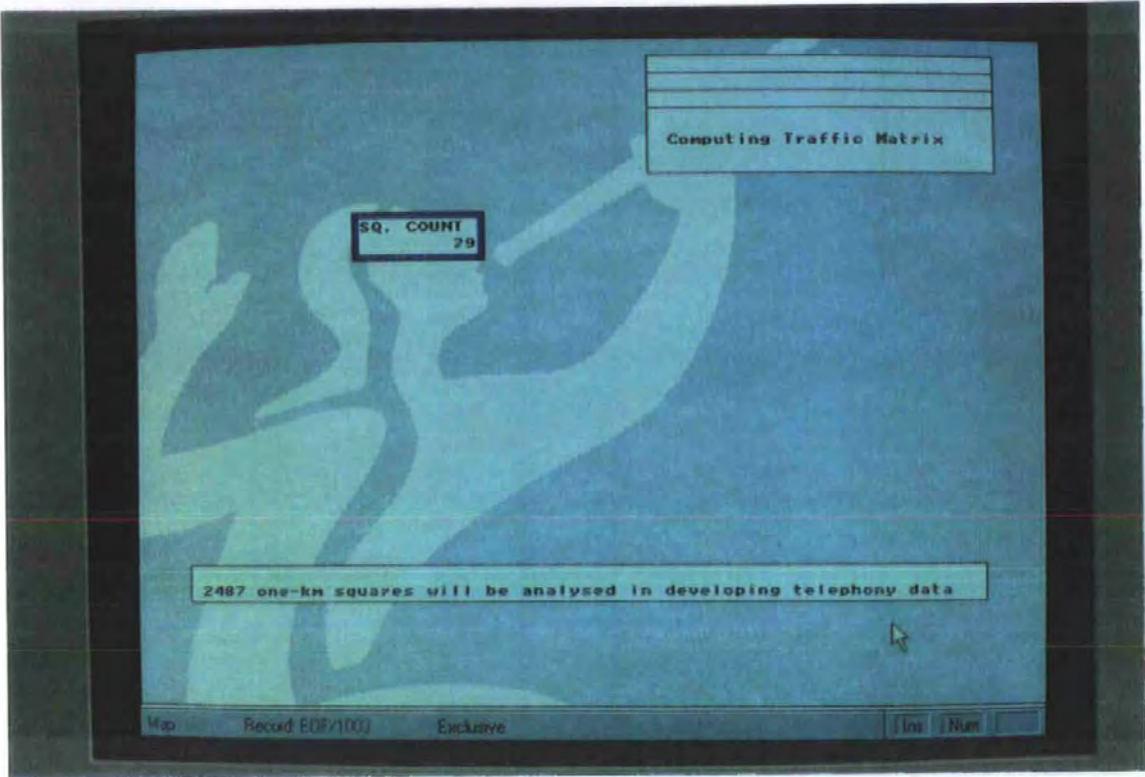 Computing Traffic Matrix
SQ. COUNT
29
2487 one-km squares will be analysed in developing telephony data
Map Record: EOF/1003 Exclusive Ins Num